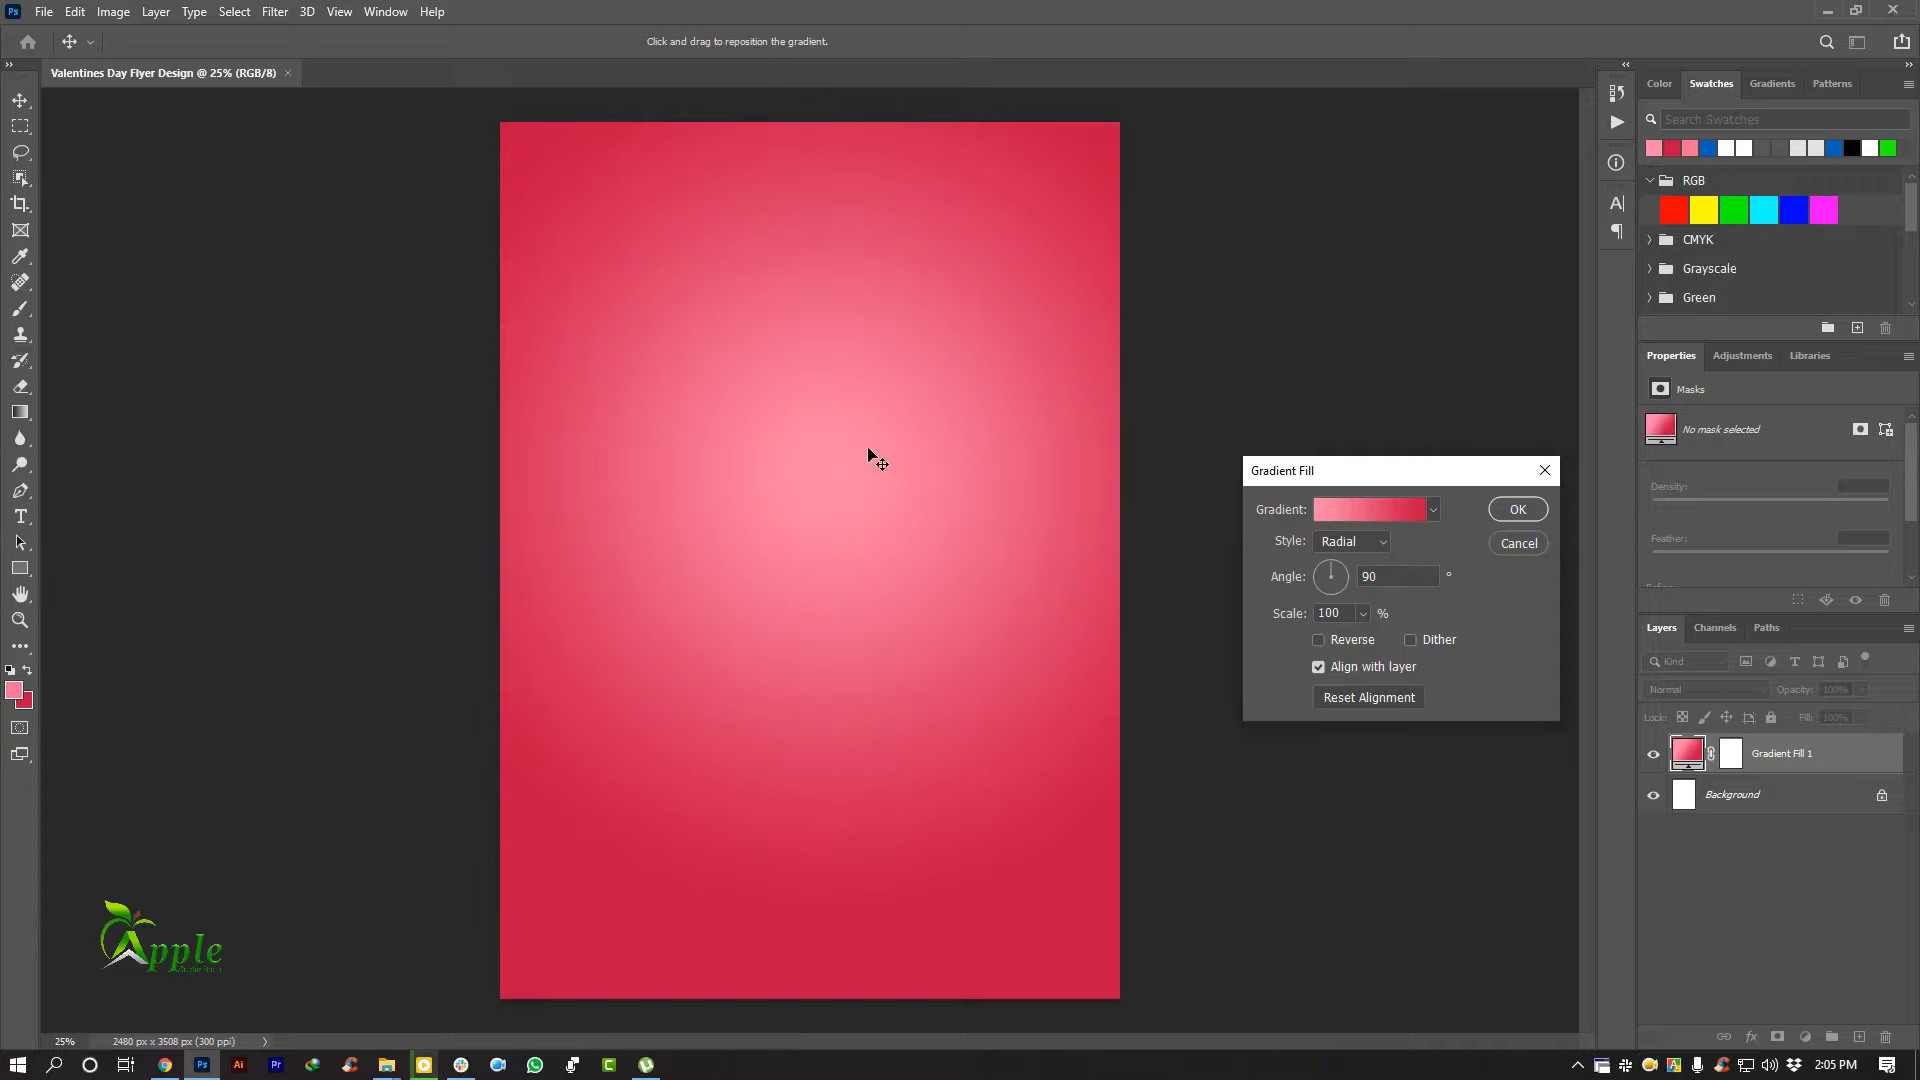 Ps File Edit Image Layer Type Select Filter 3D View Window Help
Click and drag to reposition the gradient.
Valentines Day Flyer Design @ 25% (RGB/8) ×
Color Swatches Gradients Patterns
Search Swatches
RGB
CMYK
Grayscale
Green
Properties Adjustments Libraries
Masks
No mask selected
Density:
Feather:
Gradient Fill
Gradient:
OK
Style: Radial
Cancel
Angle: 90 °
Scale: 100 %
Reverse Dither
Align with layer
Reset Alignment
Layers Channels Paths
Kind
Normal Opacity: 100%
Lock: Fill: 100%
Gradient Fill 1
Background
Apple
25% 2480 px x 3508 px (300 ppi)
Ps Ai Pr 2:05 PM